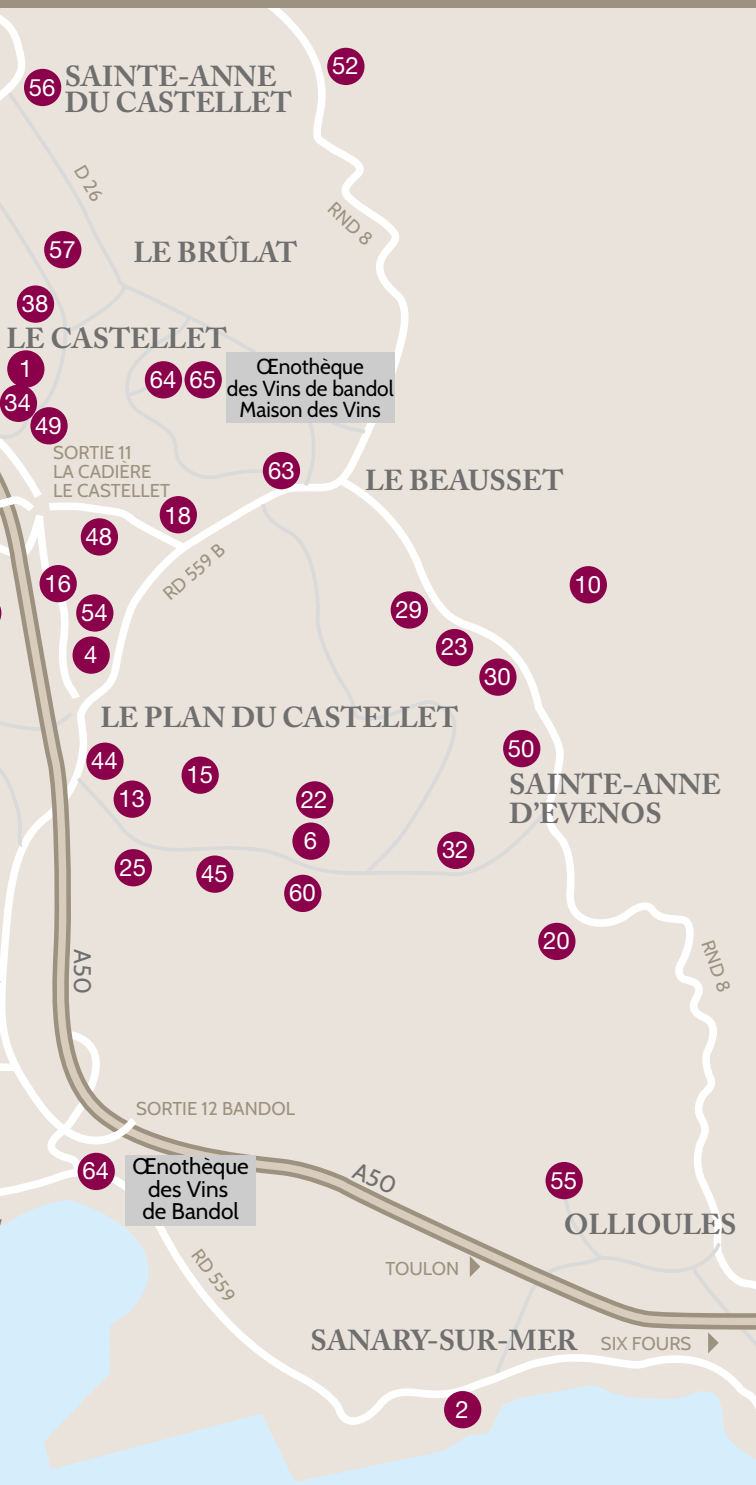 52
56
SAINTE-ANNE
DU CASTELLET
D 26
RND 8
57
LE BRÛLAT
38
LE CASTELLET
1
64
65
Œnothèque
des Vins de bandol
Maison des Vins
34
49
SORTIE 11
LA CADIÈRE
LE CASTELLET
63
LE BEAUSSET
18
48
RD 559 B
16
10
54
29
4
23
30
LE PLAN DU CASTELLET
50
44
15
13
22
SAINTE-ANNE
D'EVENOS
6
32
25
45
60
20
A50
RND 8
SORTIE 12 BANDOL
64
Œnothèque
des Vins
de Bandol
A50
55
OLLIOULES
RD 559
TOULON
SANARY-SUR-MER
SIX FOURS
2